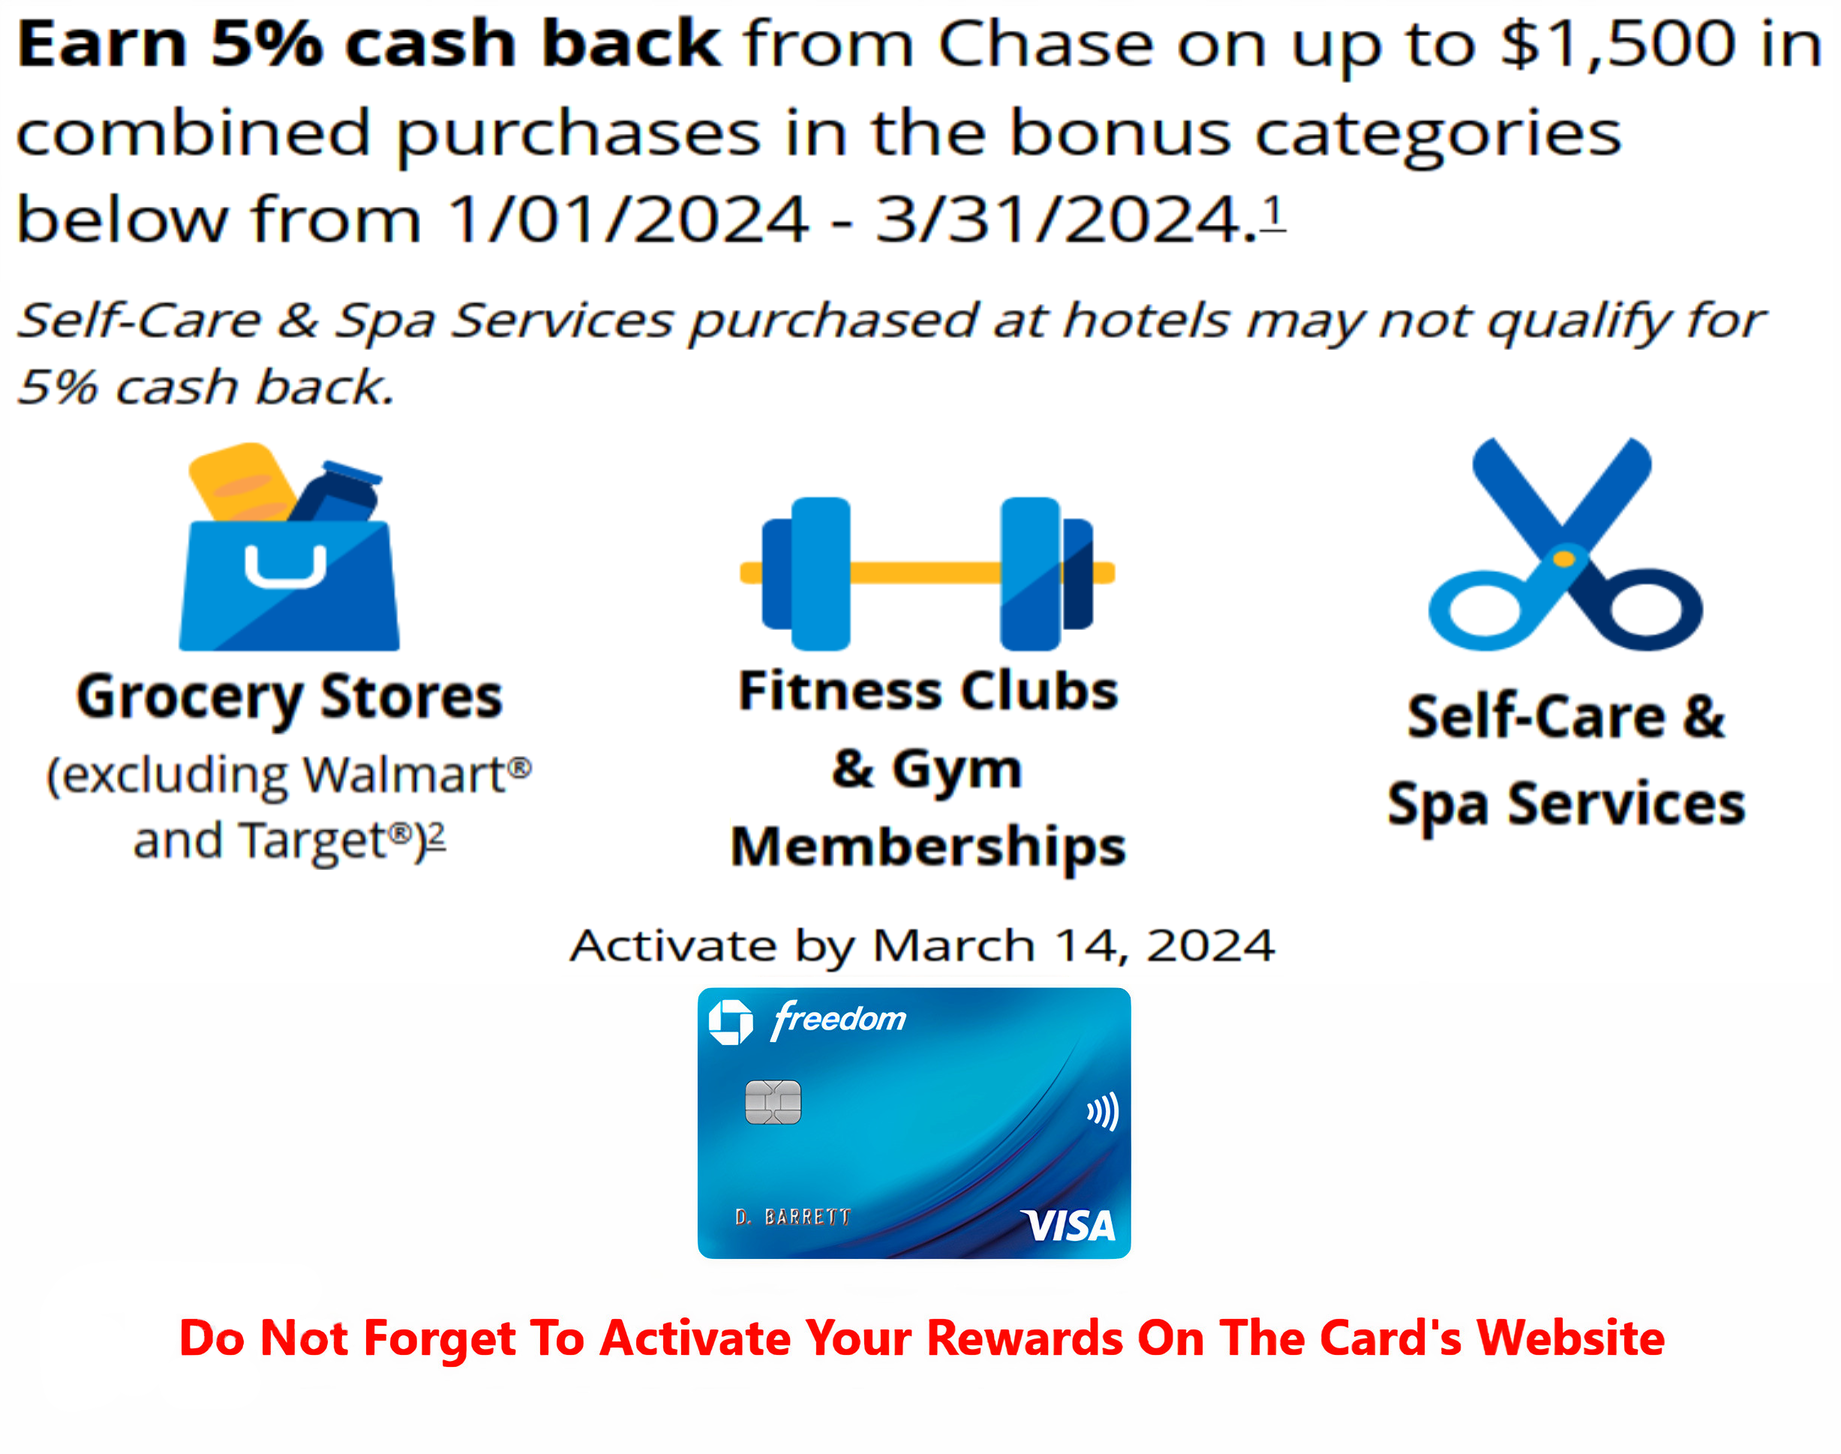 Earn 5% cash back from Chase on up to $1,500 in
combined purchases in the bonus categories
below from 1/01/2024 - 3/31/2024.1
Self-Care & Spa Services purchased at hotels may not qualify for
5% cash back.
Grocery Stores
(excluding Walmart®
and Target®)2
Fitness Clubs
& Gym
Memberships
Self-Care &
Spa Services
Activate by March 14, 2024
freedom
D. BARRETT
VISA
Do Not Forget To Activate Your Rewards On The Card's Website